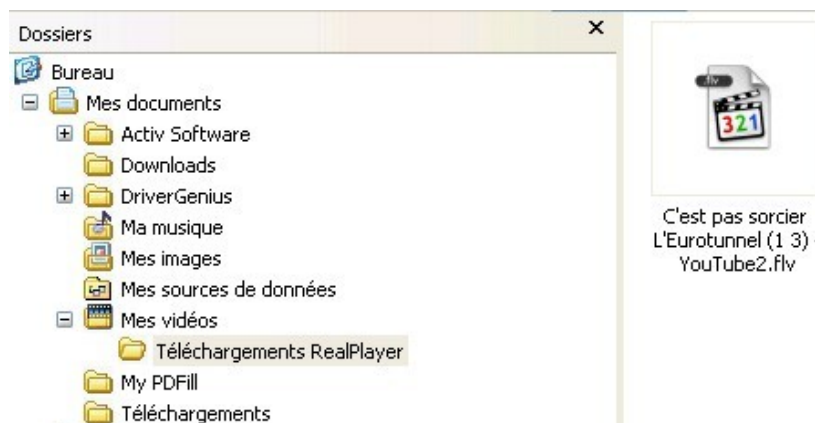 Dossiers
Bureau
Mes documents
Activ Software
Downloads
DriverGenius
Ma musique
Mes images
Mes sources de données
Mes vidéos
Téléchargements RealPlayer
My PDFill
Téléchargements
.flv
321
C'est pas sorcier
L'Eurotunnel (1 3) -
YouTube2.flv